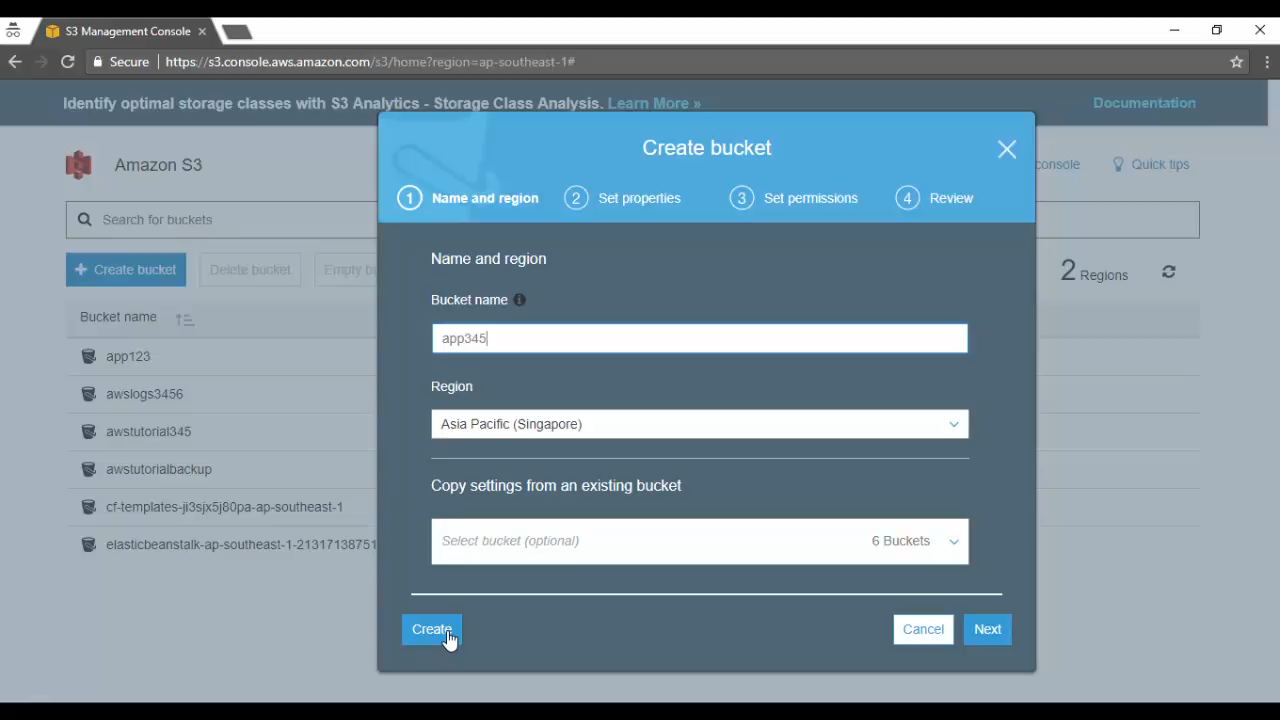 S3 Management Console
Secure
https://s3.console.aws.amazon.com/s3/home?region=ap-southeast-1#
Identify optimal storage classes with S3 Analytics - Storage Class Analysis. Learn More »
Documentation
Amazon S3
console
Quick tips
Search for buckets
Create bucket
Delete bucket
Empty bu
2 Regions
Bucket name
app123
awslogs3456
awstutorial345
awstutorialbackup
cf-templates-ji3sjx5j80pa-ap-southeast-1
elasticbeanstalk-ap-southeast-1-21317138751
Create bucket
1 Name and region
2 Set properties
3 Set permissions
4 Review
Name and region
Bucket name
app345
Region
Asia Pacific (Singapore)
Copy settings from an existing bucket
Select bucket (optional)
6 Buckets
Create
Cancel
Next